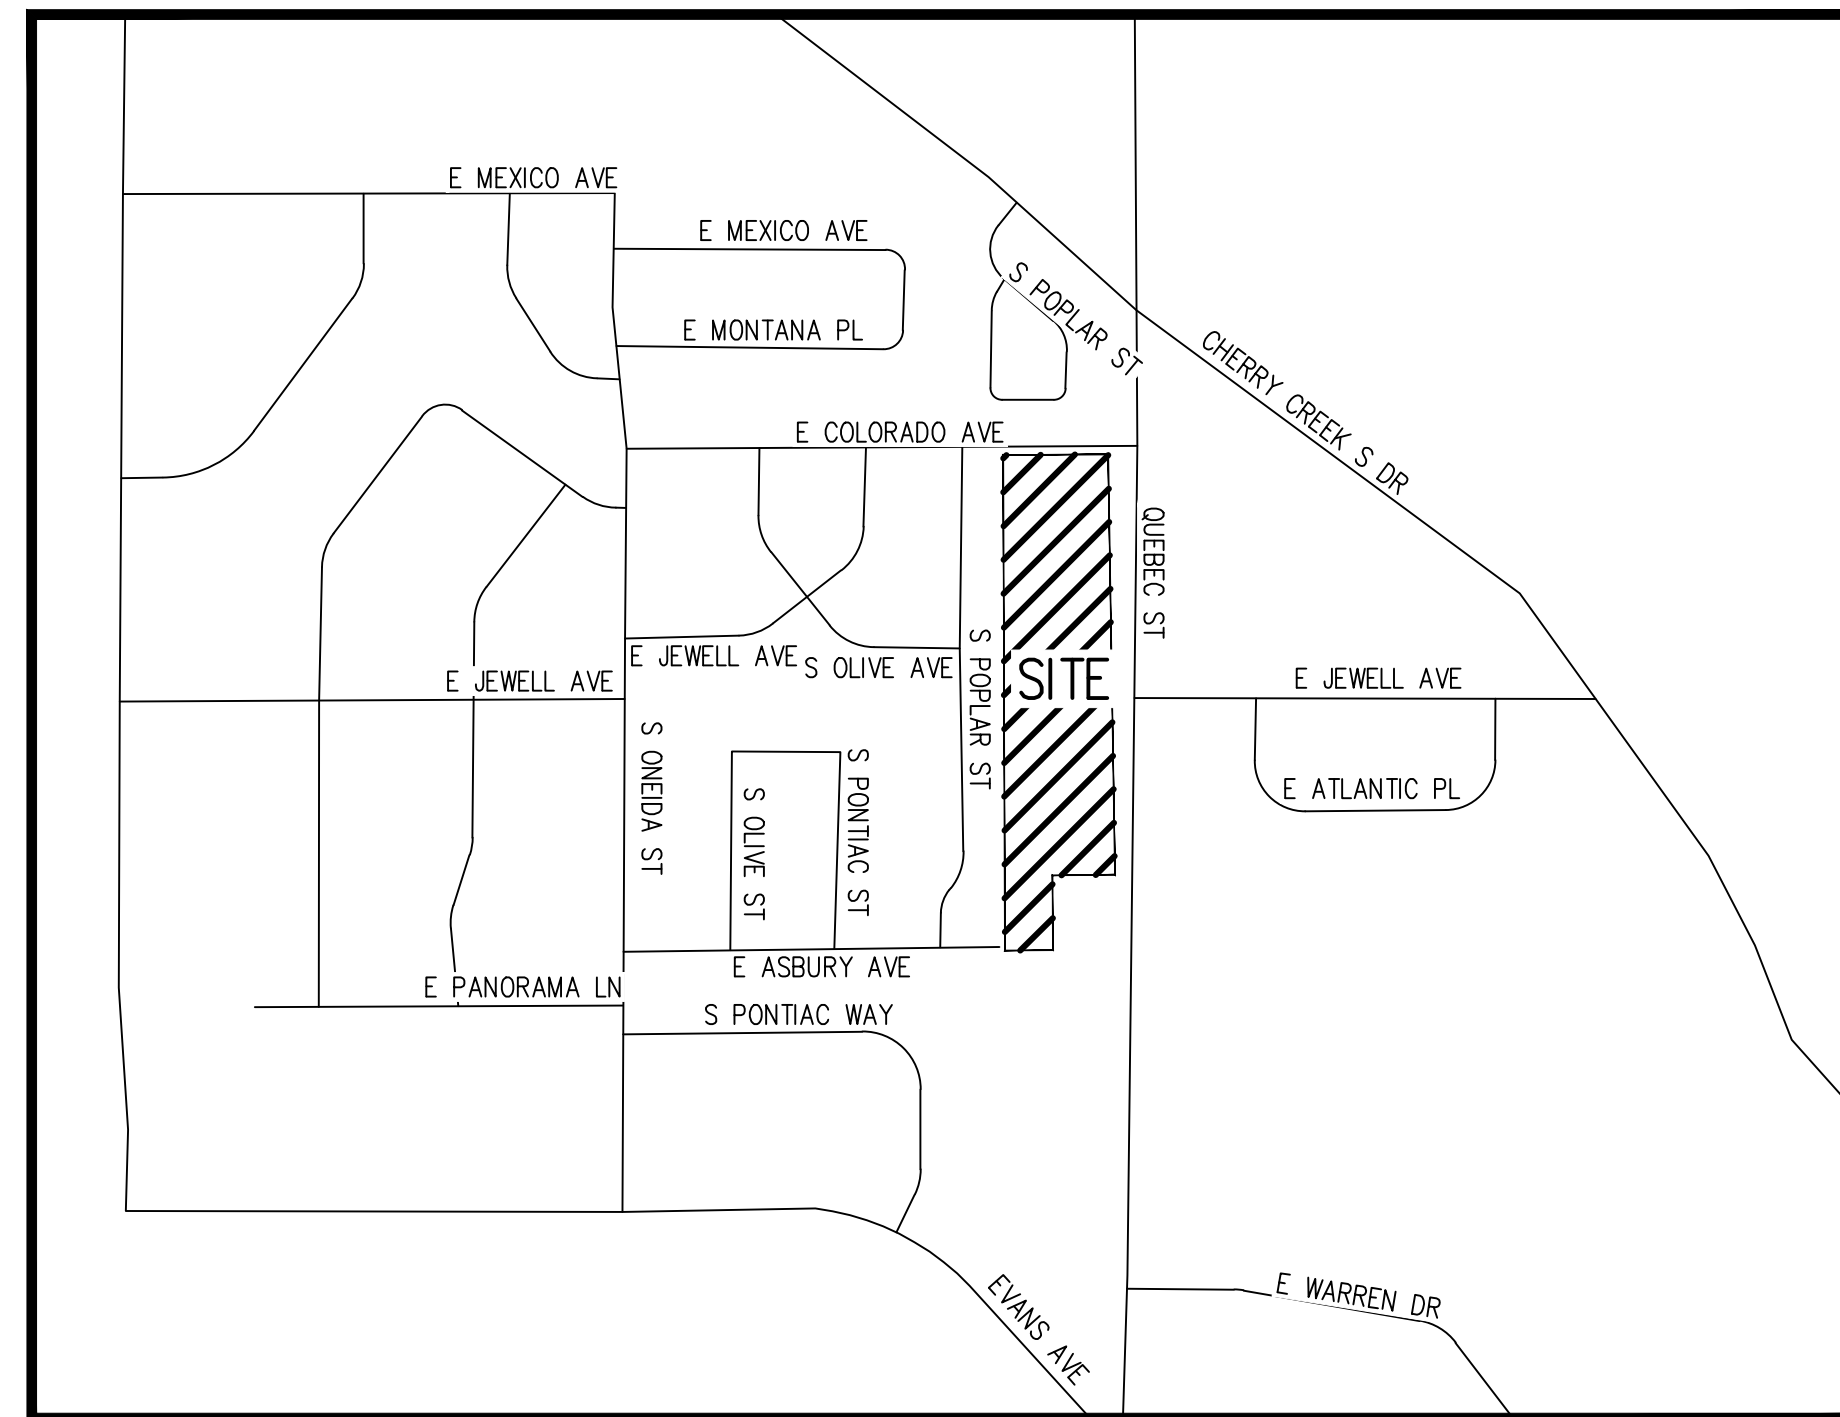 E MEXICO AVE
E MEXICO AVE
S POPLAR ST
E MONTANA PL
CHERRY CREEK S DR
E COLORADO AVE
QUEBEC ST
E JEWELL AVE
S OLIVE AVE
S POPLAR ST
SITE
E JEWELL AVE
E JEWELL AVE
S ONEIDA ST
S OLIVE ST
S PONTIAC ST
E ATLANTIC PL
E ASBURY AVE
E PANORAMA LN
S PONTIAC WAY
EVANS AVE
E WARREN DR